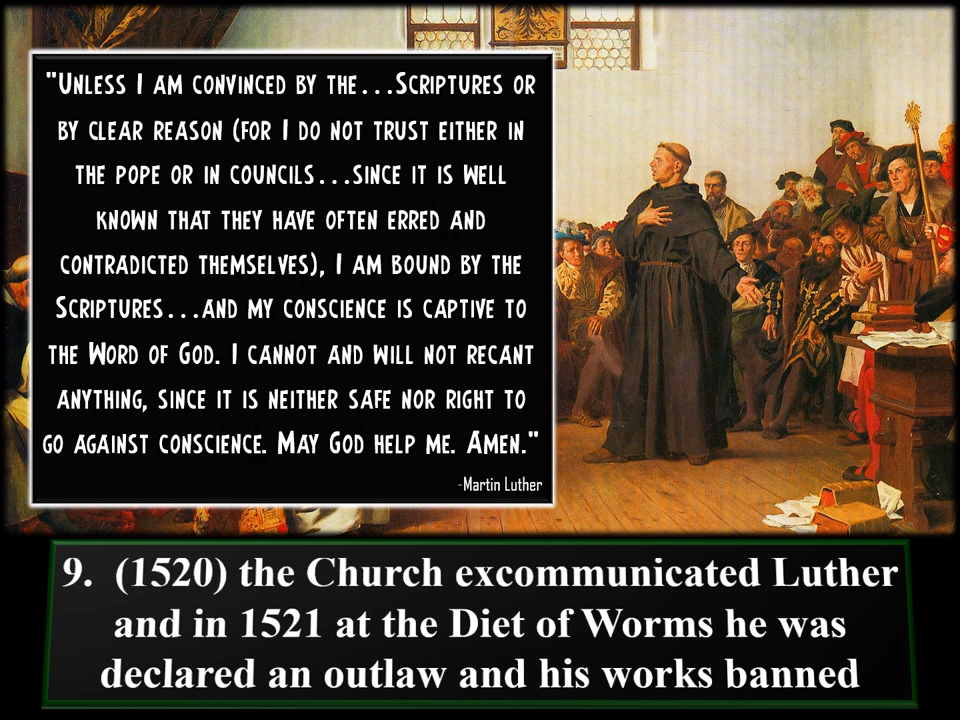 "Unless I am convinced by the...Scriptures or
by clear reason (for I do not trust either in
the pope or in councils...since it is well
known that they have often erred and
contradicted themselves), I am bound by the
Scriptures...and my conscience is captive to
the Word of God. I cannot and will not recant
anything, since it is neither safe nor right to
go against conscience. May God help me. Amen."
-Martin Luther
9. (1520) the Church excommunicated Luther
and in 1521 at the Diet of Worms he was
declared an outlaw and his works banned